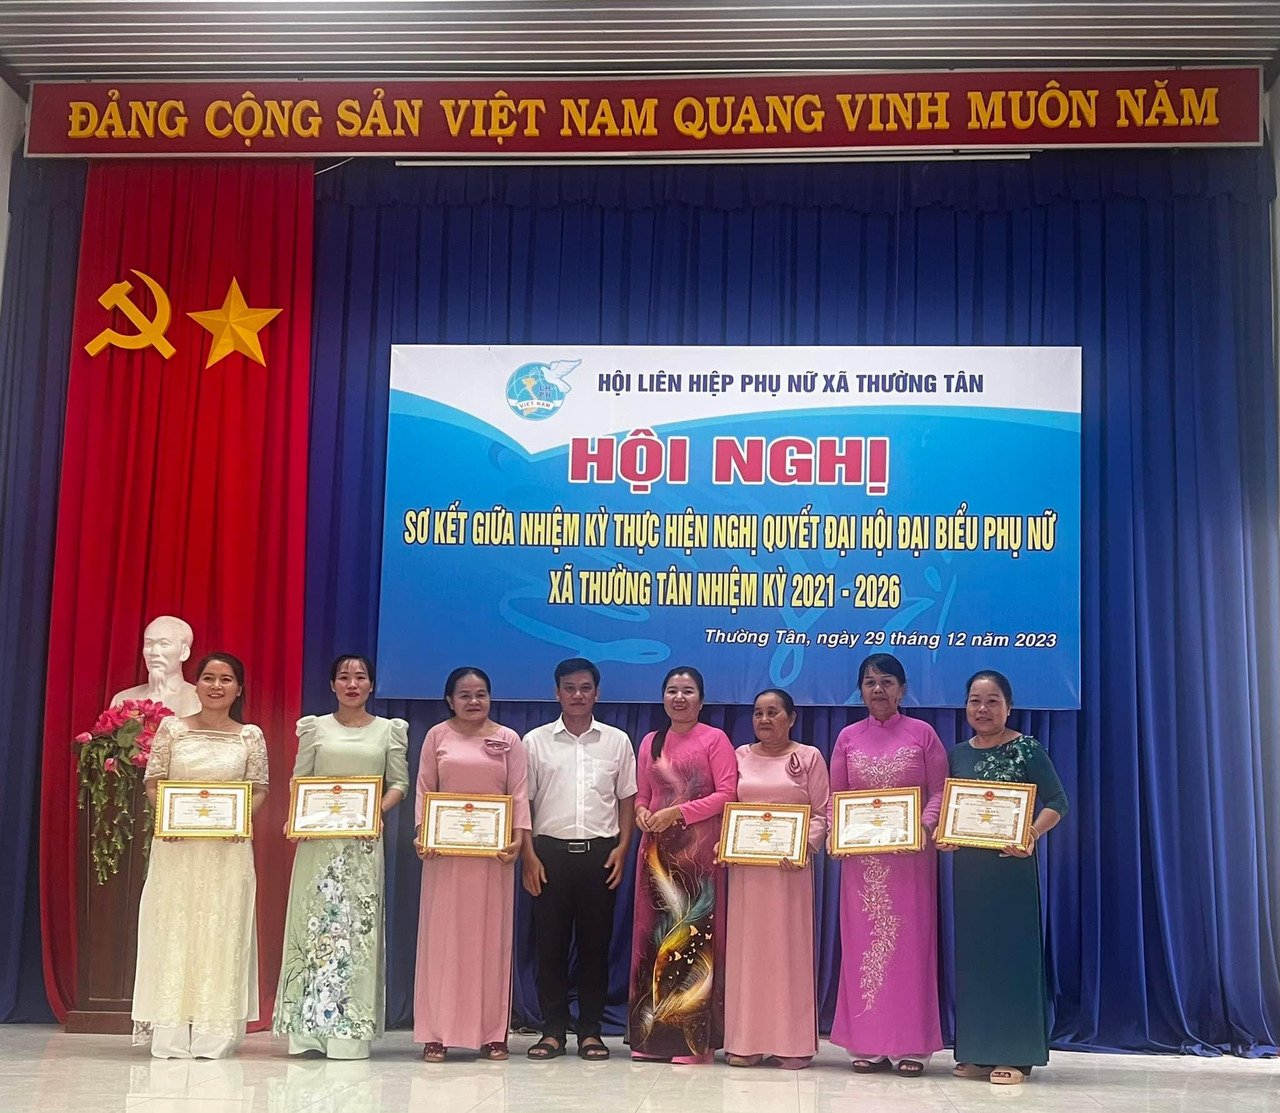 ĐẢNG CỘNG SẢN VIỆT NAM QUANG VINH MUÔN NĂM
HỘI LIÊN HIỆP PHỤ NỮ XÃ THƯỜNG TÂN
VIỆT NAM
HỘI NGHỊ
SƠ KẾT GIỮA NHIỆM KỲ THỰC HIỆN NGHỊ QUYẾT ĐẠI HỘI ĐẠI BIỂU PHỤ NỮ
XÃ THƯỜNG TÂN NHIỆM KỲ 2021 - 2026
Thường Tân, ngày 29 tháng 12 năm 2023